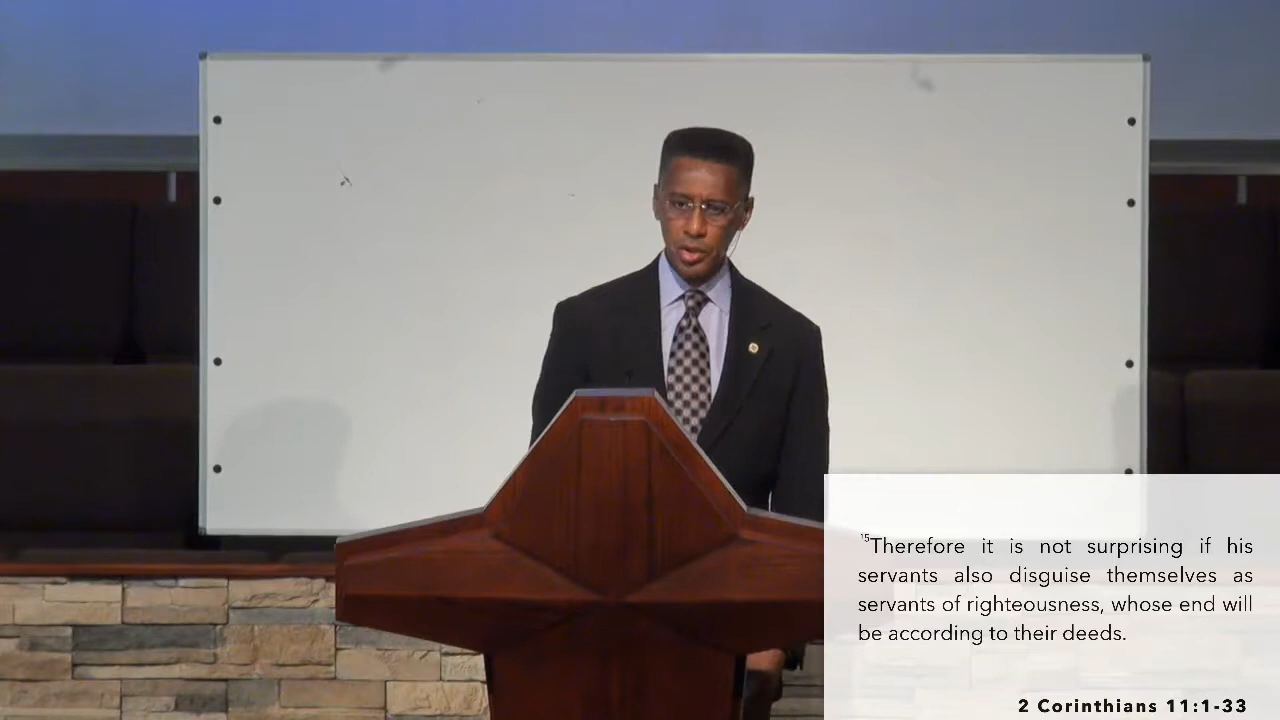 ¹⁵Therefore it is not surprising if his
servants also disguise themselves as
servants of righteousness, whose end will
be according to their deeds.
2 Corinthians 11:1-33